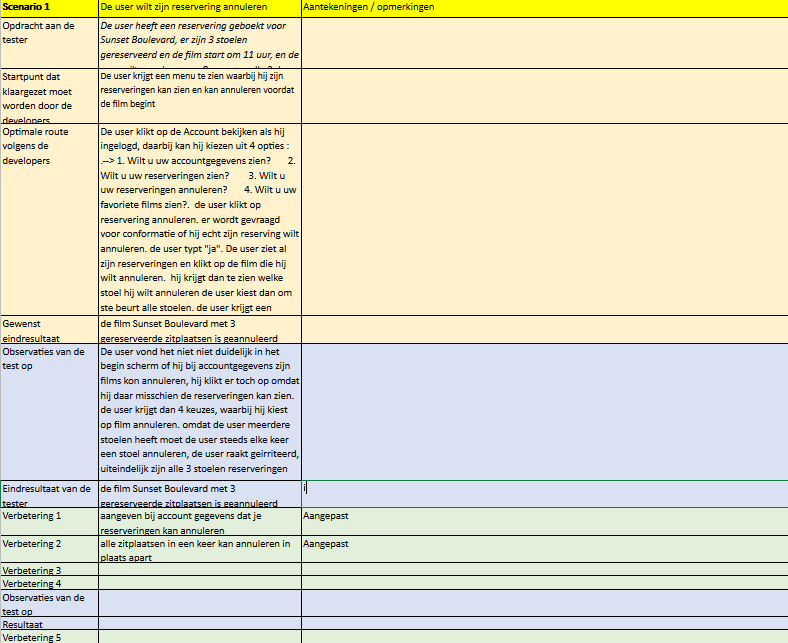 Scenario 1 De user wilt zijn reservering annuleren Aantekeningen / opmerkingen
Opdracht aan de
tester
De user heeft een reservering geboekt voor
Sunset Boulevard, er zijn 3 stoelen
gereserveerd en de film start om 11 uur, en de
Startpunt dat
klaargezet moet
worden door de
developers
De user krijgt een menu te zien waarbij hij zijn
reserveringen kan zien en kan annuleren voordat
de film begint
Optimale route
volgens de
developers
De user klikt op de Account bekijken als hij
ingelogd, daarbij kan hij kiezen uit 4 opties :
.--> 1. Wilt u uw accountgegevens zien? 2.
Wilt u uw reserveringen zien? 3. Wilt u
uw reserveringen annuleren? 4. Wilt u uw
favoriete films zien?. de user klikt op
reservering annuleren. er wordt gevraagd
voor conformatie of hij echt zijn reserving wilt
annuleren. de user typt "ja". De user ziet al
zijn reserveringen en klikt op de film die hij
wilt annuleren. hij krijgt dan te zien welke
stoel hij wilt annuleren de user kiest dan om
ste beurt alle stoelen. de user krijgt een
Gewenst
eindresultaat
de film Sunset Boulevard met 3
gereserveerde zitplaatsen is geannuleerd
Observaties van de
test op
De user vond het niet niet duidelijk in het
begin scherm of hij bij accountgegevens zijn
films kon annuleren, hij klikt er toch op omdat
hij daar misschien de reserveringen kan zien.
de user krijgt dan 4 keuzes, waarbij hij kiest
op film annuleren. omdat de user meerdere
stoelen heeft moet de user steeds elke keer
een stoel annuleren, de user raakt geirriteerd,
uiteindelijk zijn alle 3 stoelen reserveringen
Eindresultaat van de
tester
de film Sunset Boulevard met 3
gereserveerde zitplaatsen is geannuleerd
i
Verbetering 1
aangeven bij account gegevens dat je
reserveringen kan annuleren
Aangepast
Verbetering 2
alle zitplaatsen in een keer kan annuleren in
plaats apart
Aangepast
Verbetering 3
Verbetering 4
Observaties van de
test op
Resultaat
Verbetering 5